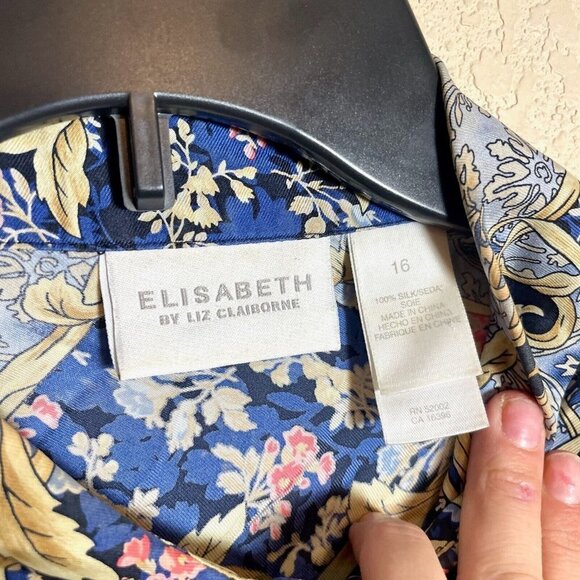 ELISABETH
BY LIZ CLAIBORNE
16
100% SILK/SEDA/
SOIE
MADE IN CHINA
HECHO EN CHINA
FABRIQUE EN CHINE
RN 52002
CA 16396